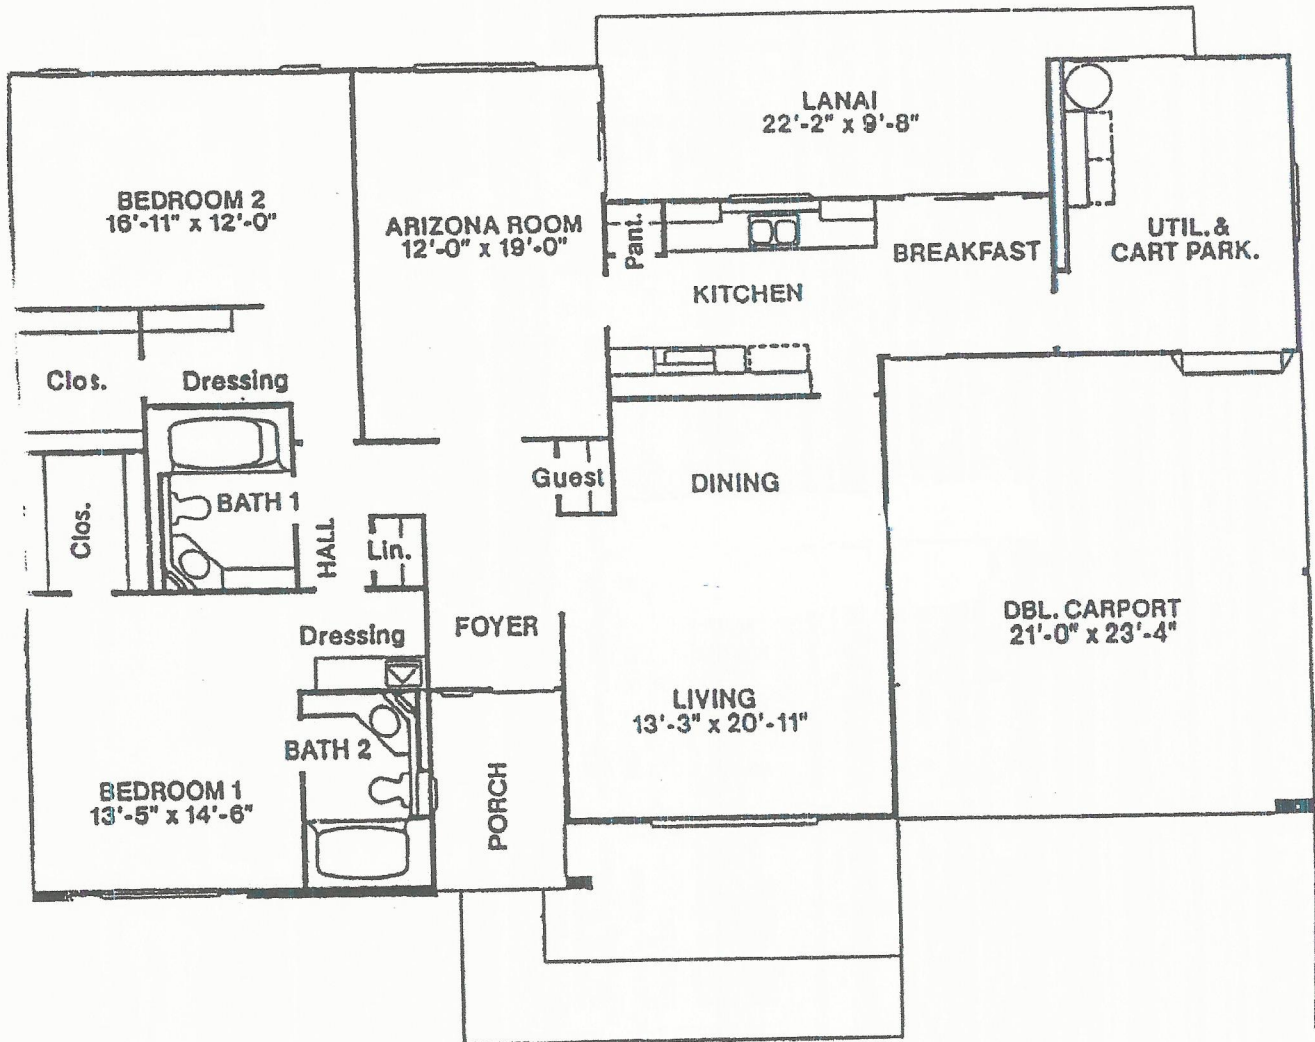 LANAI
22'-2" x 9'-8"
BEDROOM 2
16'-11" x 12'-0"
ARIZONA ROOM
12'-0" x 19'-0"
Pant.
BREAKFAST
UTIL.&
CART PARK.
KITCHEN
Clos.
Dressing
Guest
DINING
BATH 1
Clos.
HALL
Lin.
FOYER
Dressing
DBL. CARPORT
21'-0" x 23'-4"
LIVING
13'-3" x 20'-11"
BATH 2
BEDROOM 1
13'-5" x 14'-6"
PORCH